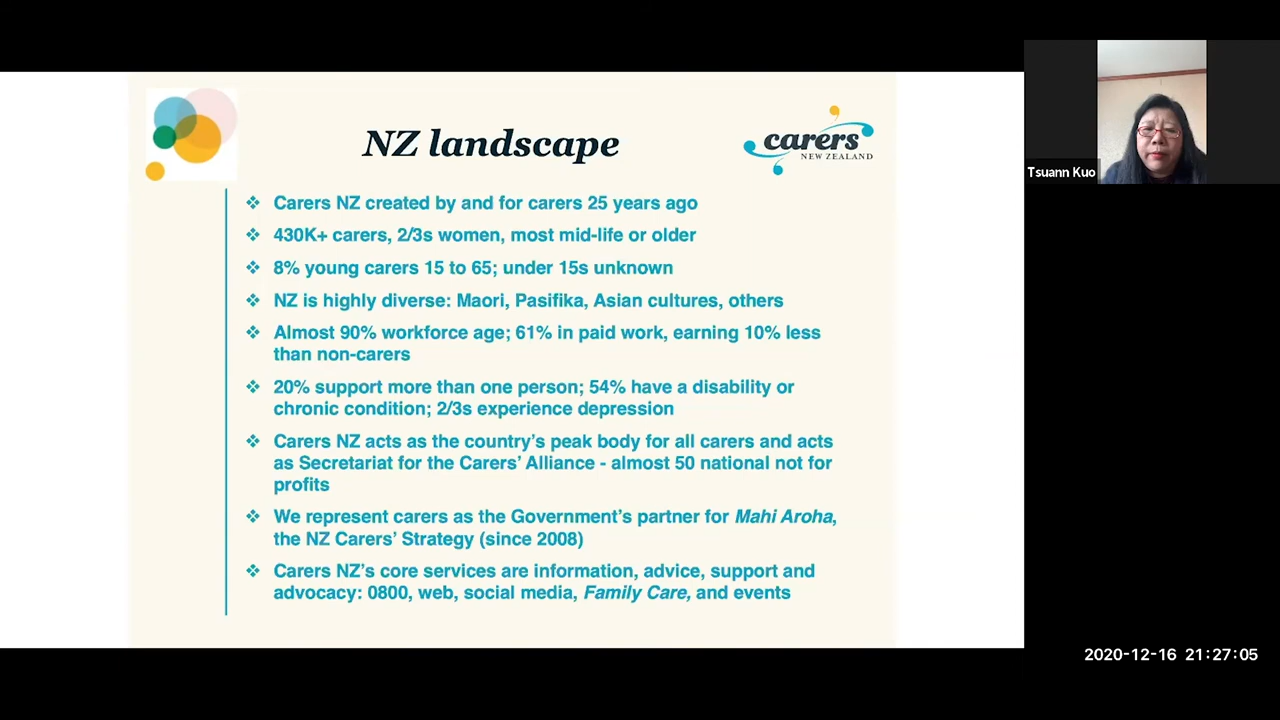 NZ landscape
carers
NEW ZEALAND
❖ Carers NZ created by and for carers 25 years ago
❖ 430K+ carers, 2/3s women, most mid-life or older
❖ 8% young carers 15 to 65; under 15s unknown
❖ NZ is highly diverse: Maori, Pasifika, Asian cultures, others
❖ Almost 90% workforce age; 61% in paid work, earning 10% less
than non-carers
❖ 20% support more than one person; 54% have a disability or
chronic condition; 2/3s experience depression
❖ Carers NZ acts as the country's peak body for all carers and acts
as Secretariat for the Carers' Alliance - almost 50 national not for
profits
❖ We represent carers as the Government's partner for Mahi Aroha,
the NZ Carers' Strategy (since 2008)
❖ Carers NZ's core services are information, advice, support and
advocacy: 0800, web, social media, Family Care, and events
Tsuann Kuo
2020-12-16 21:27:05